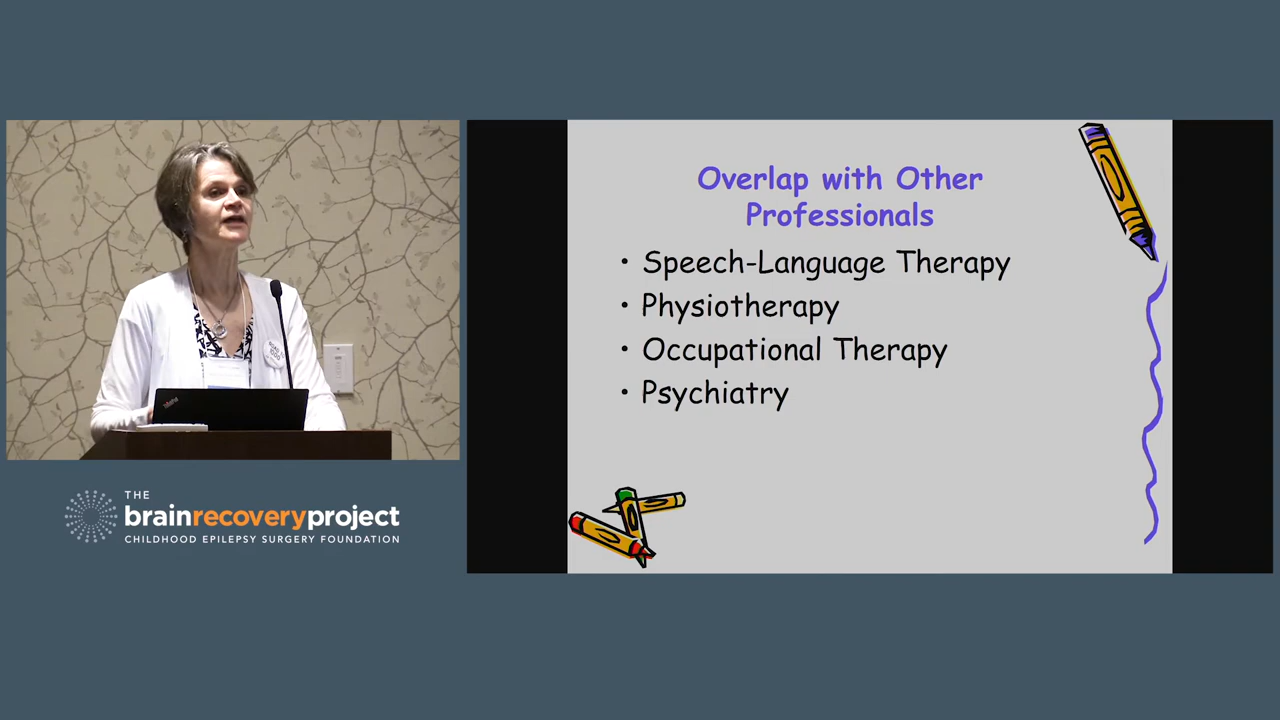 Overlap with Other
Professionals
• Speech-Language Therapy
• Physiotherapy
• Occupational Therapy
• Psychiatry
THE
brainrecoveryproject
CHILDHOOD EPILEPSY SURGERY FOUNDATION